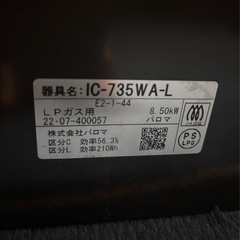 器具名：IC-735WA-L
E2-1-44
LPガス用 8.50kW
22·07-400057 パロマ
株式会社パロマ
区分C 効率56.3%
区分L 効率210Wh
PS
LPG